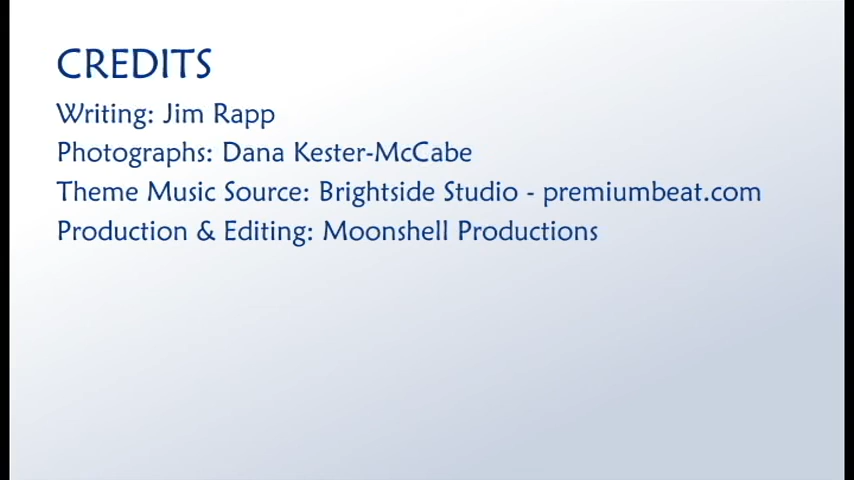 CREDITS
Writing: Jim Rapp
Photographs: Dana Kester-McCabe
Theme Music Source: Brightside Studio - premiumbeat.com
Production & Editing: Moonshell Productions